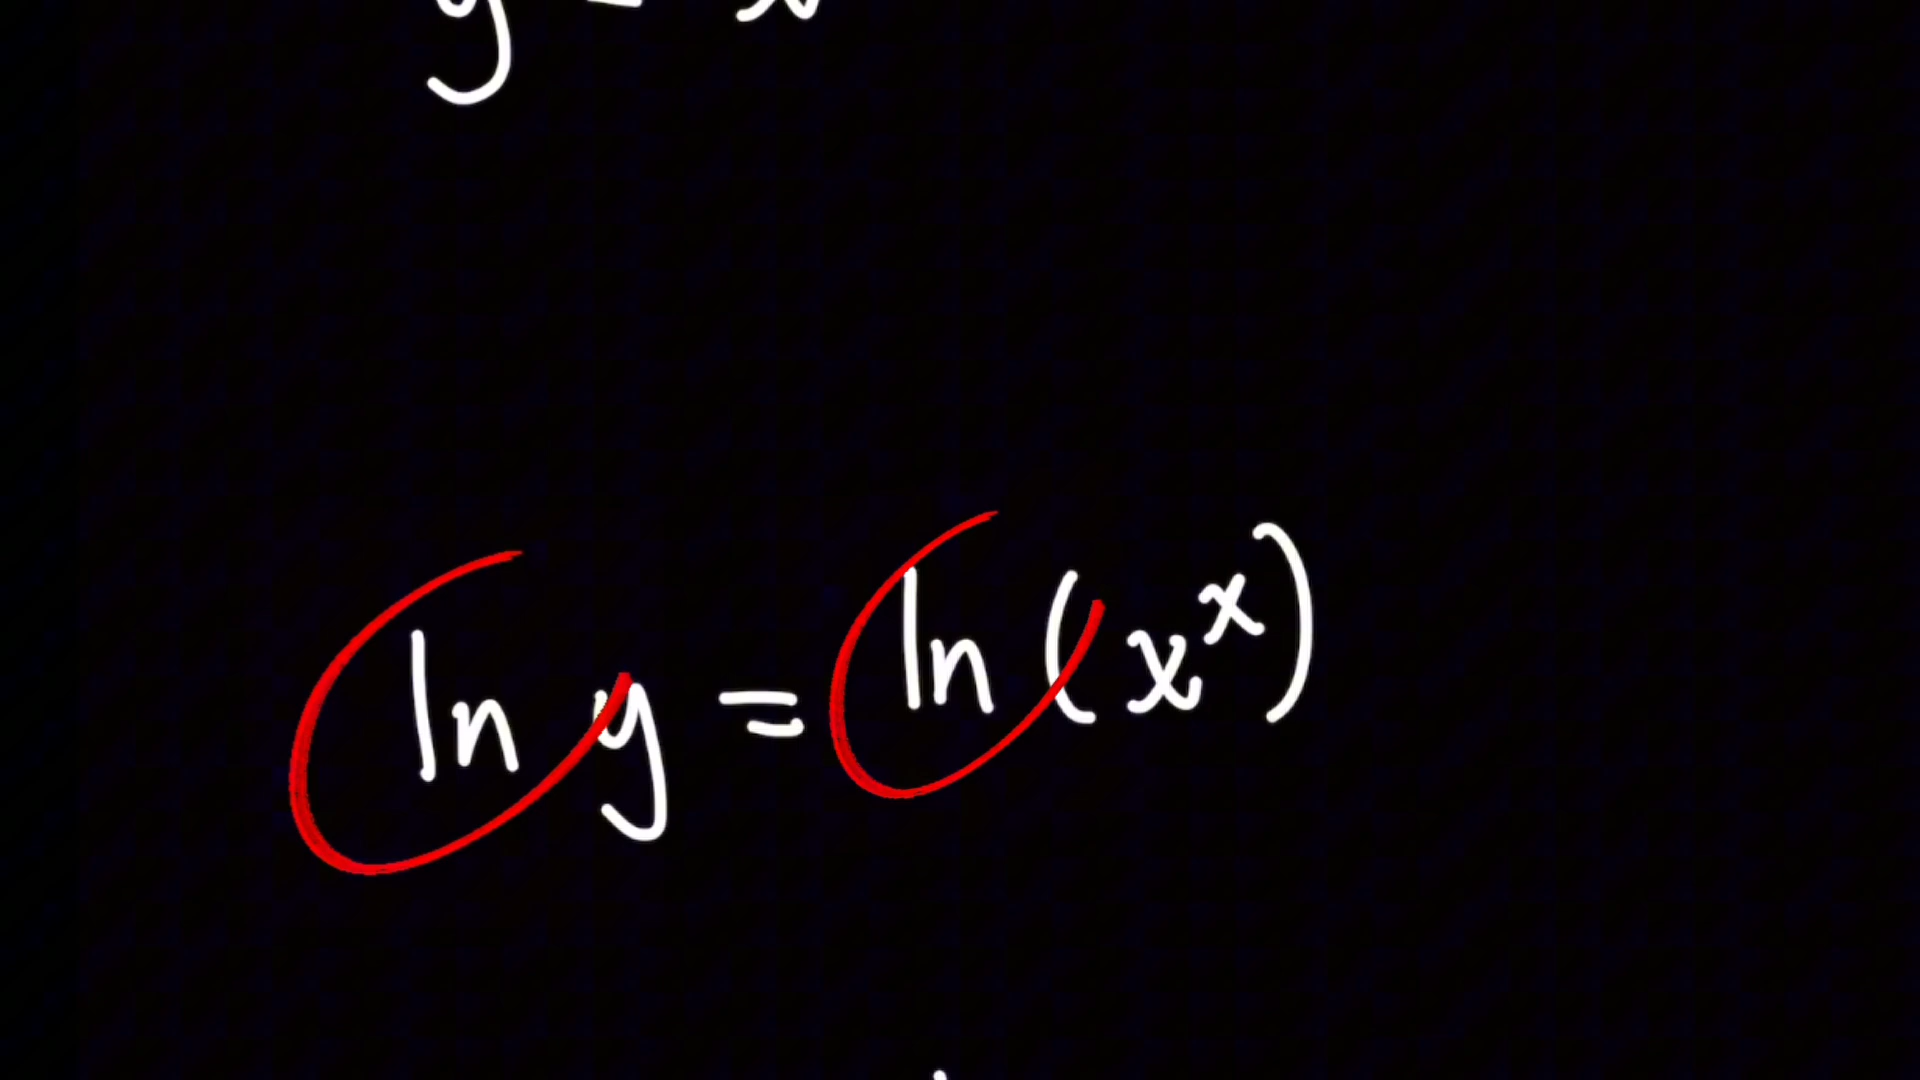 y = x
ln y = ln (x^x)